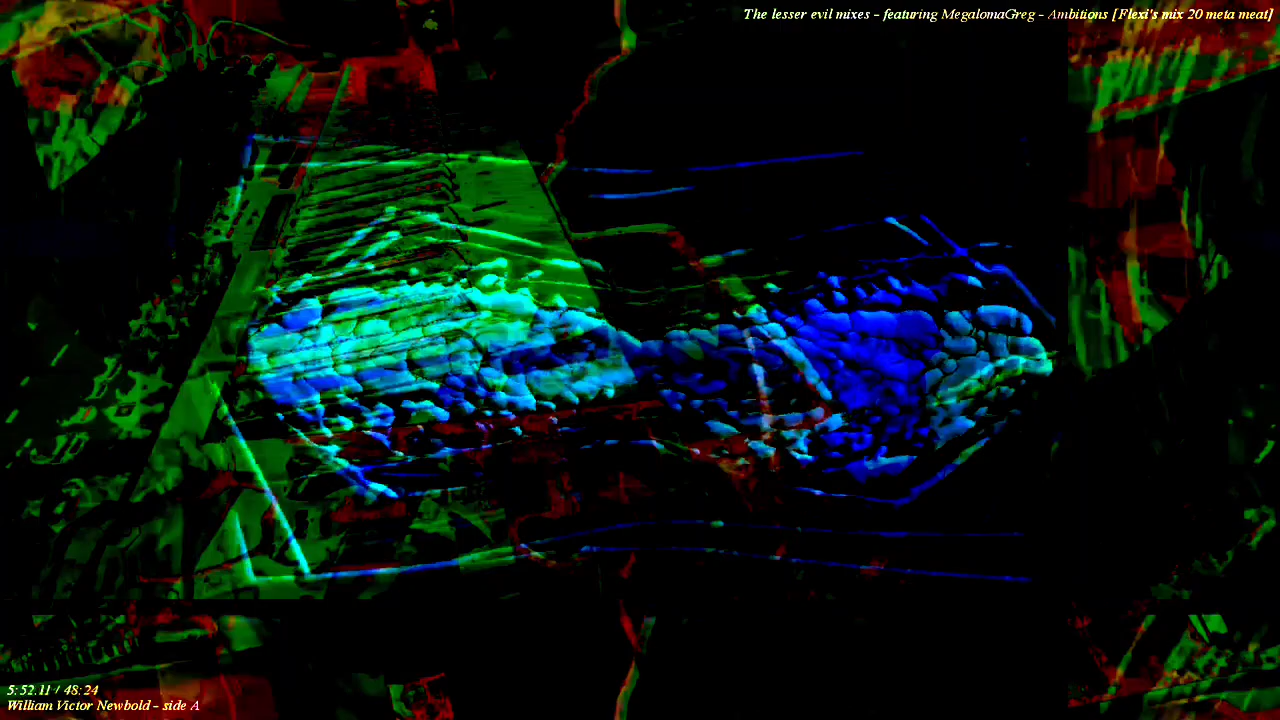 The lesser evil mixes - featuring MegalomaGreg - Ambitions [Flexi's mix 20 meta meat]
5:52.11 / 48:24
William Victor Newbold - side A